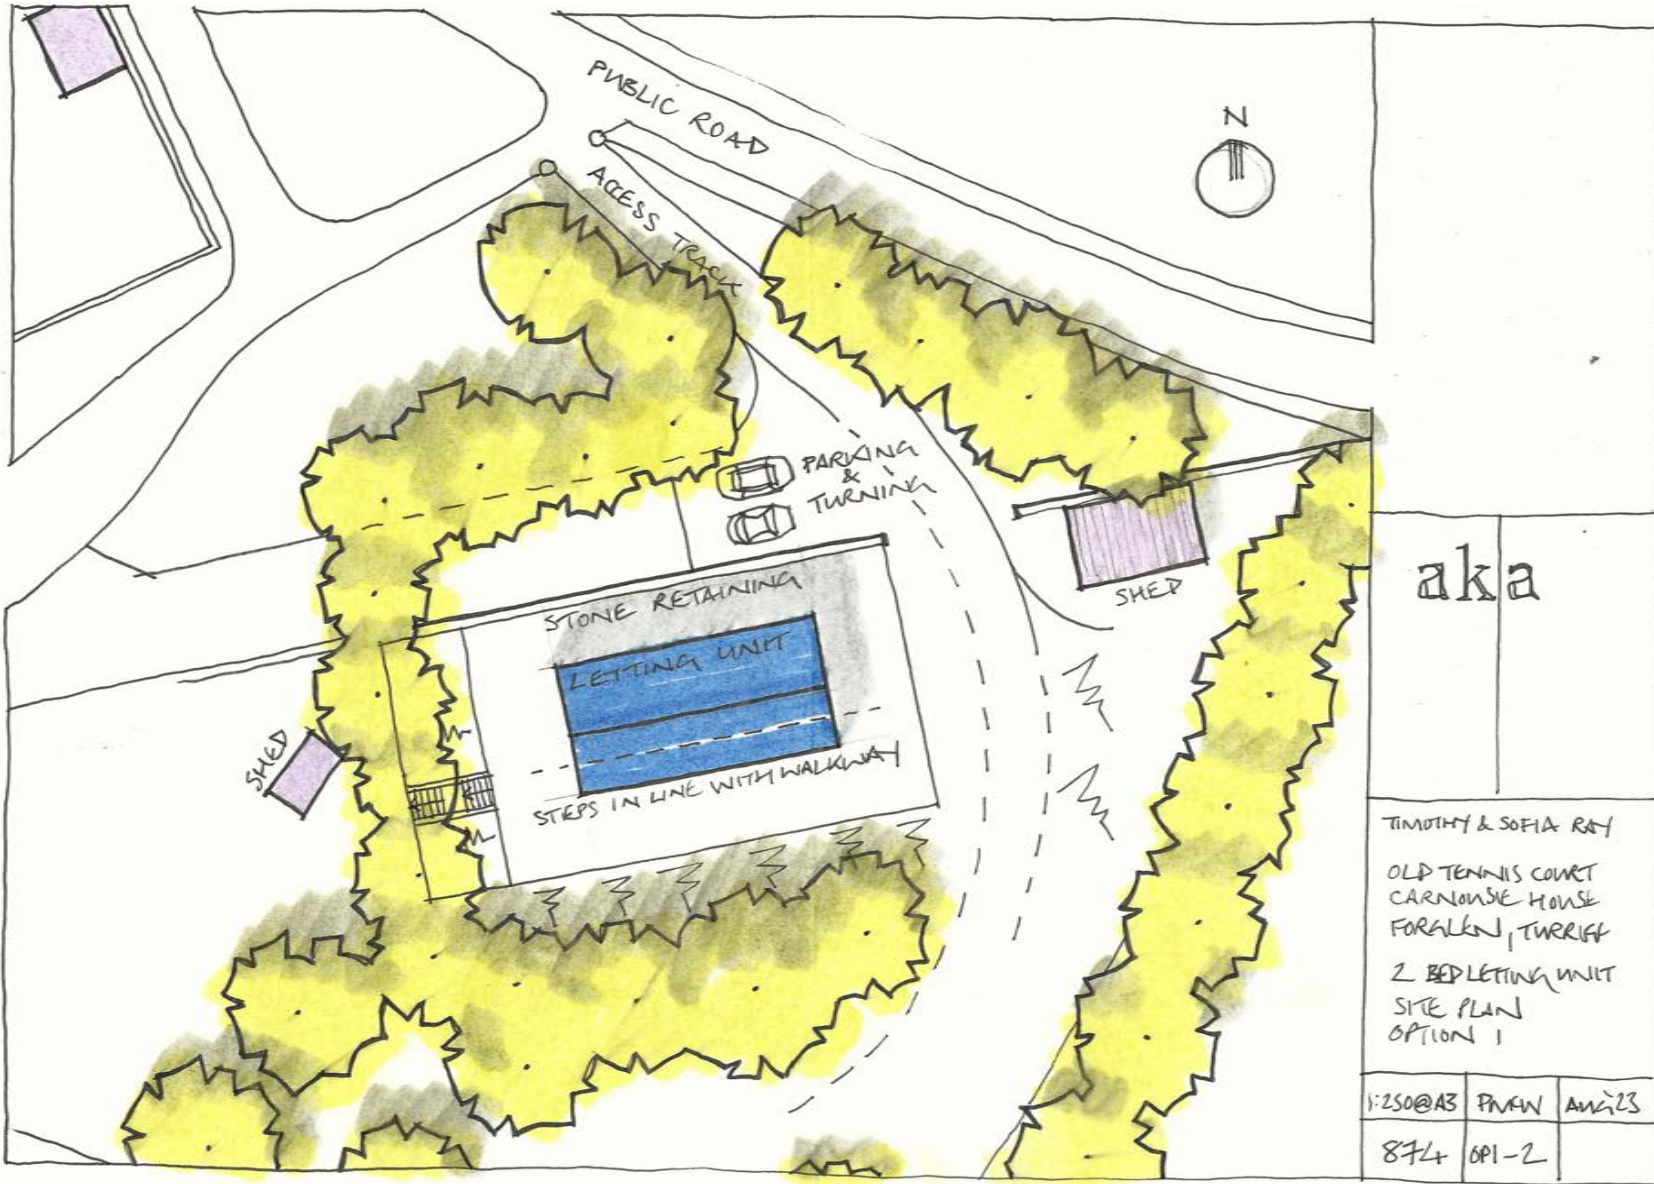 PUBLIC ROAD
N
ACCESS TRACK
PARKING
&
TURNING
STONE RETAINING
SHED
LETTING UNIT
SHED
STEPS IN LINE WITH WALKWAY
aka
TIMOTHY & SOFIA RAY
OLD TENNIS COURT
CARNOUSIE HOUSE
FORGLEN, TURRIFF
2 BED LETTING UNIT
SITE PLAN
OPTION 1
1:250@A3
AUG 23
874
OP1-2